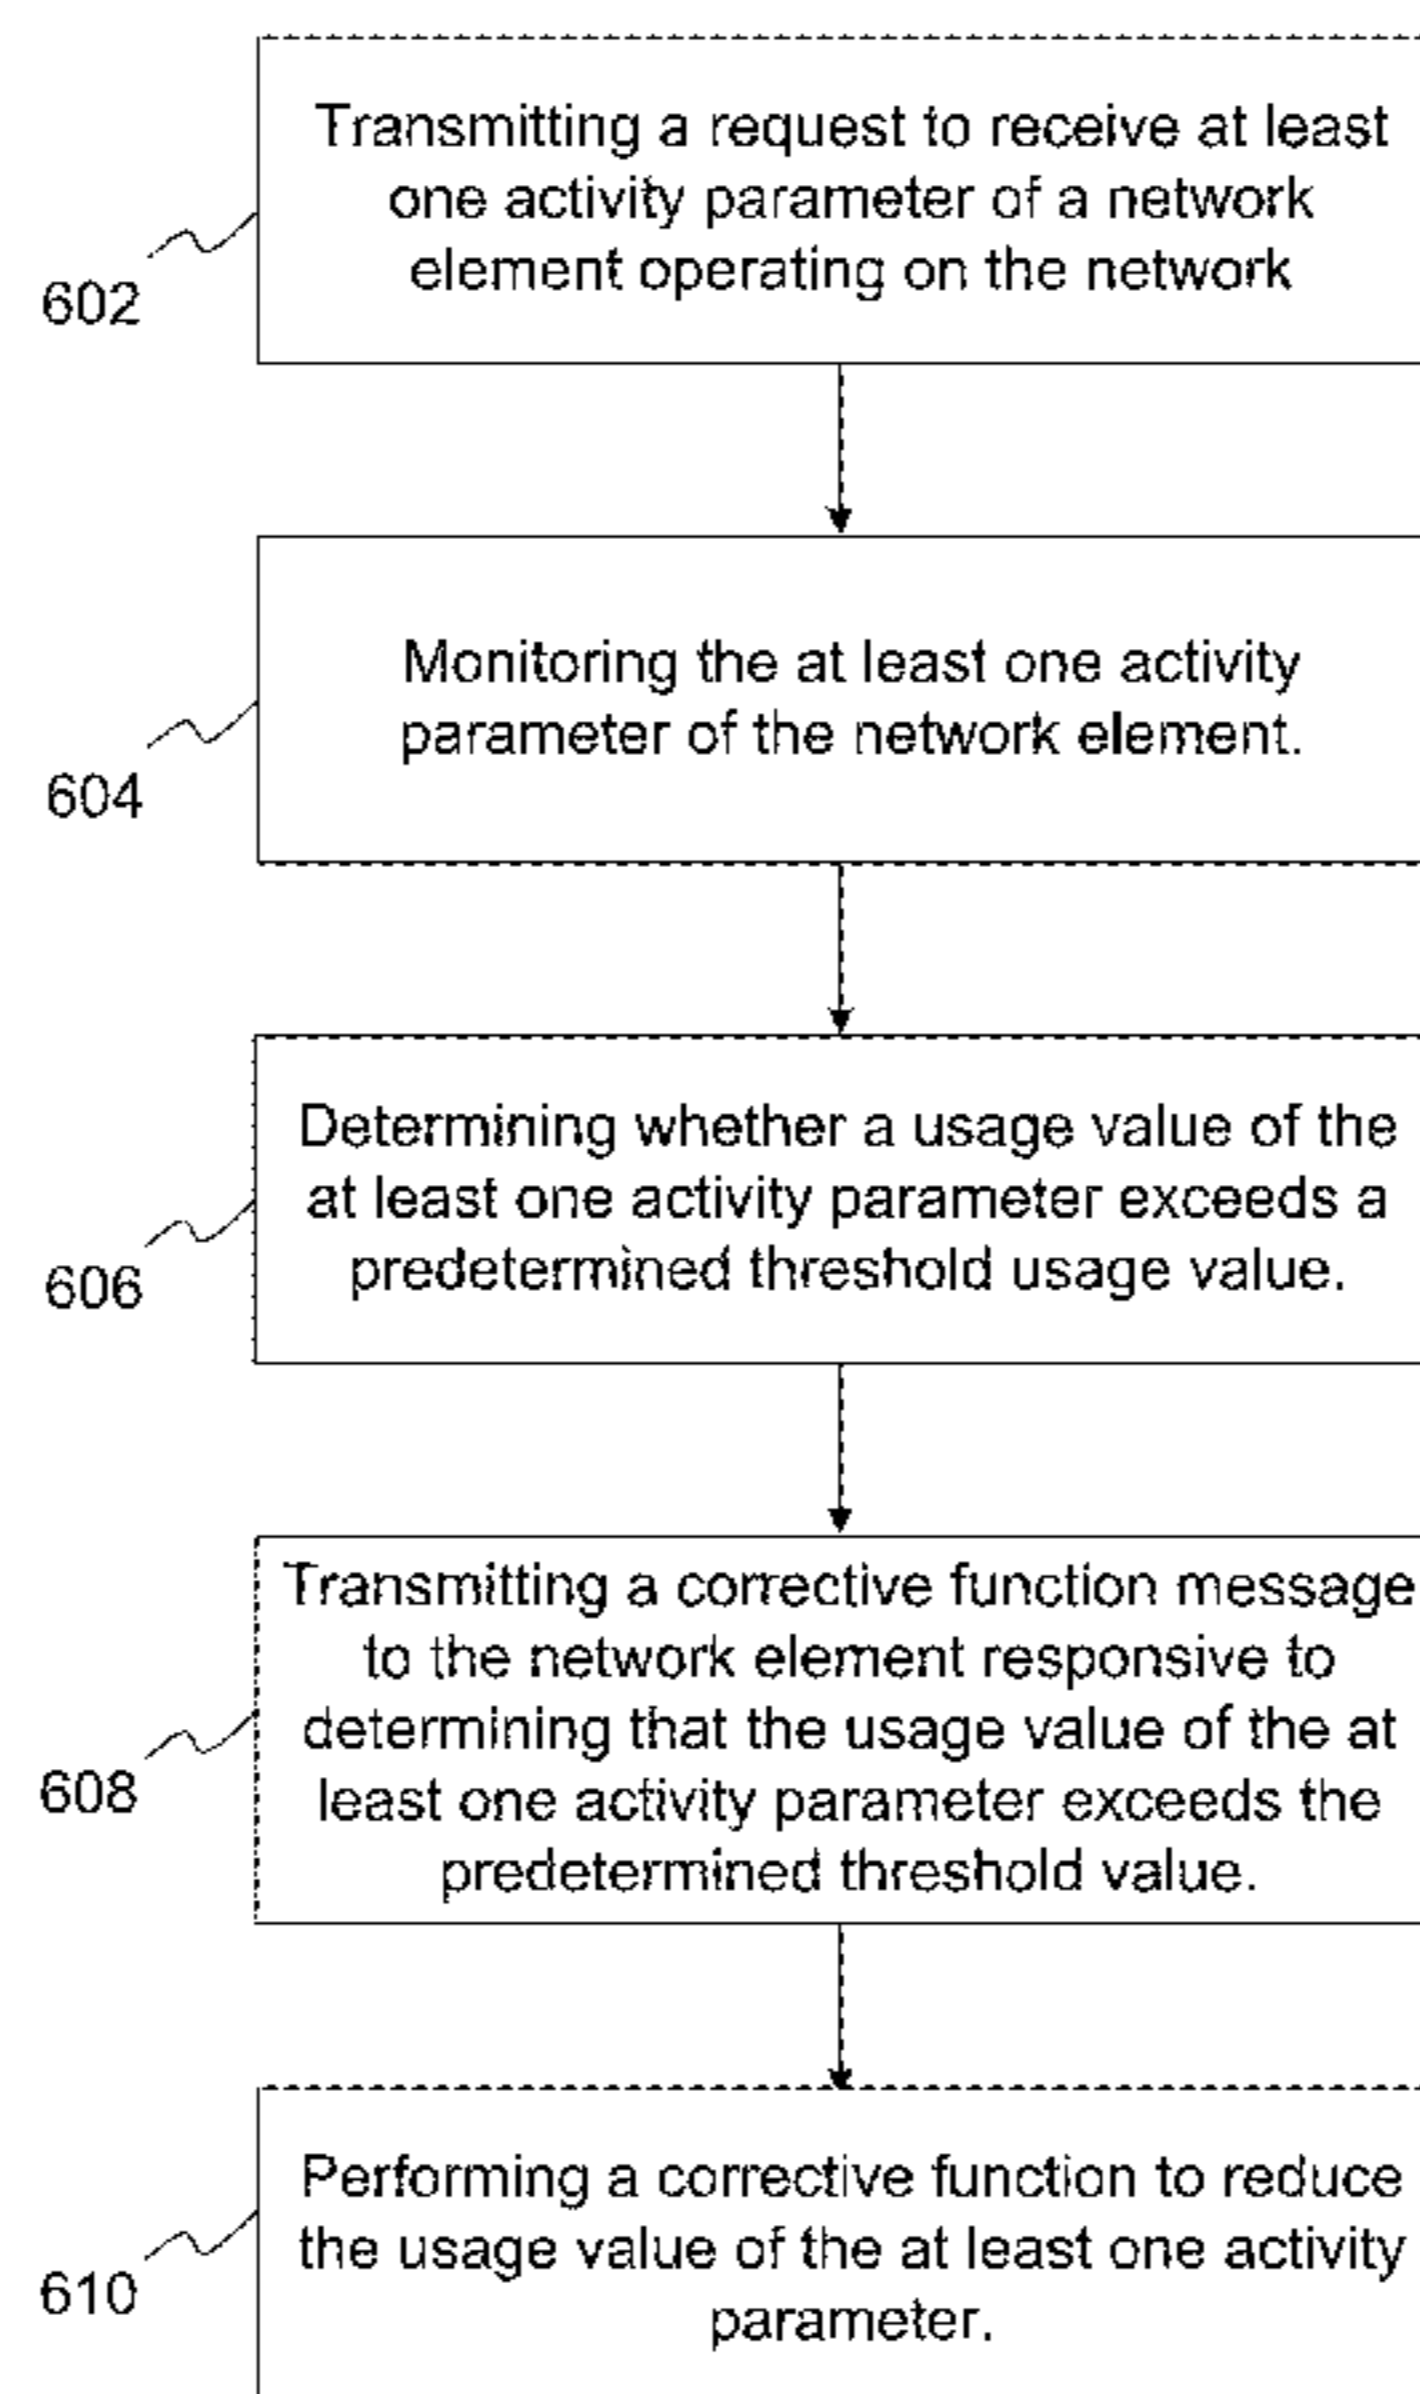 Transmitting a request to receive at least
one activity parameter of a network
element operating on the network
602
Monitoring the at least one activity
parameter of the network element.
604
Determining whether a usage value of the
at least one activity parameter exceeds a
predetermined threshold usage value.
606
Transmitting a corrective function message
to the network element responsive to
determining that the usage value of the at
least one activity parameter exceeds the
predetermined threshold value.
608
Performing a corrective function to reduce
the usage value of the at least one activity
parameter.
610